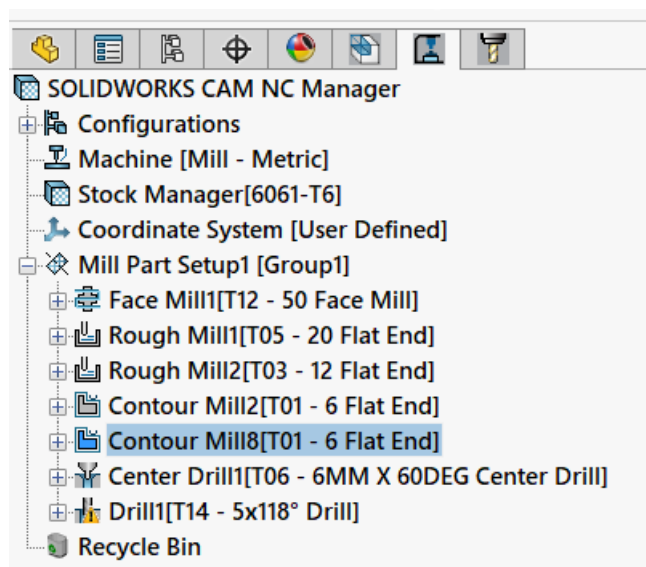 SOLIDWORKS CAM NC Manager
Configurations
Machine [Mill - Metric]
Stock Manager[6061-T6]
Coordinate System [User Defined]
Mill Part Setup1 [Group1]
Face Mill1[T12 - 50 Face Mill]
Rough Mill1[T05 - 20 Flat End]
Rough Mill2[T03 - 12 Flat End]
Contour Mill2[T01 - 6 Flat End]
Contour Mill8[T01 - 6 Flat End]
Center Drill1[T06 - 6MM X 60DEG Center Drill]
Drill1[T14 - 5x118° Drill]
Recycle Bin